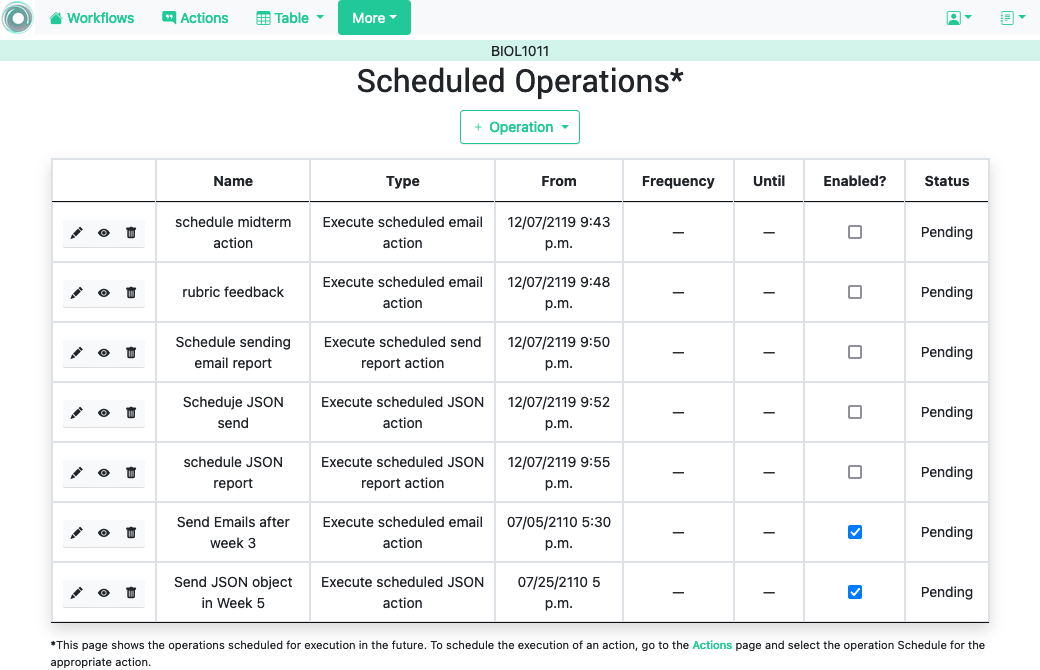 Workflows Actions Table More
BIOL1011
Scheduled Operations*
+ Operation
Name Type From Frequency Until Enabled? Status
schedule midterm action Execute scheduled email action 12/07/2119 9:43 p.m. — — Pending
rubric feedback Execute scheduled email action 12/07/2119 9:48 p.m. — — Pending
Schedule sending email report Execute scheduled send report action 12/07/2119 9:50 p.m. — — Pending
Scheduje JSON send Execute scheduled JSON action 12/07/2119 9:52 p.m. — — Pending
schedule JSON report Execute scheduled JSON report action 12/07/2119 9:55 p.m. — — Pending
Send Emails after week 3 Execute scheduled email action 07/05/2110 5:30 p.m. — — Pending
Send JSON object in Week 5 Execute scheduled JSON action 07/25/2110 5 p.m. — — Pending
*This page shows the operations scheduled for execution in the future. To schedule the execution of an action, go to the Actions page and select the operation Schedule for the
appropriate action.